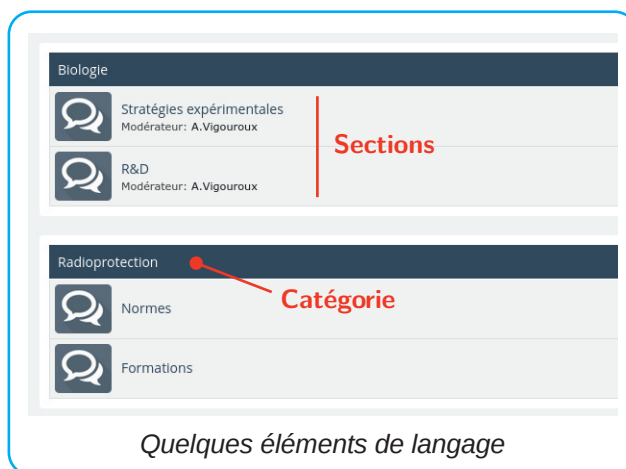 Biologie
Stratégies expérimentales
Modérateur: A.Vigouroux
Sections
R&D
Modérateur: A.Vigouroux
Radioprotection
Catégorie
Normes
Formations
Quelques éléments de langage